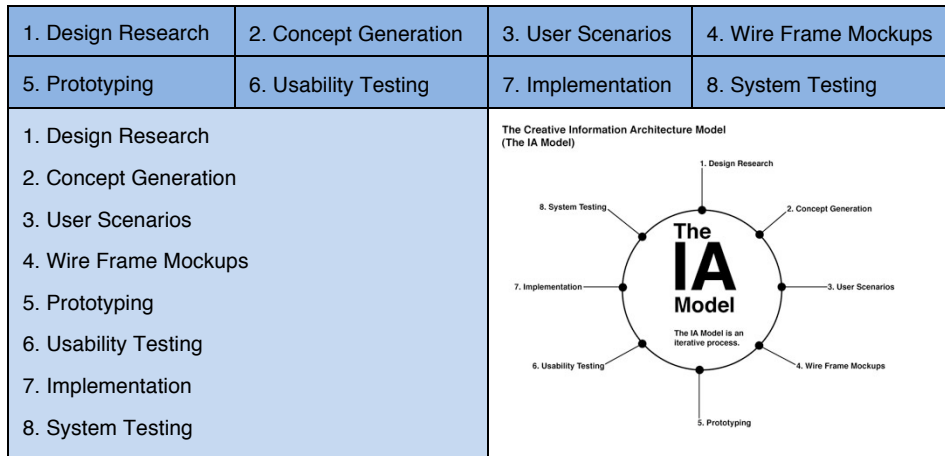 1. Design Research
2. Concept Generation
3. User Scenarios
4. Wire Frame Mockups
5. Prototyping
6. Usability Testing
7. Implementation
8. System Testing
1. Design Research
2. Concept Generation
3. User Scenarios
4. Wire Frame Mockups
5. Prototyping
6. Usability Testing
7. Implementation
8. System Testing
The Creative Information Architecture Model
(The IA Model)
1. Design Research
8. System Testing
2. Concept Generation
The
IA
Model
7. Implementation
3. User Scenarios
The IA Model is an
iterative process.
6. Usability Testing
4. Wire Frame Mockups
5. Prototyping